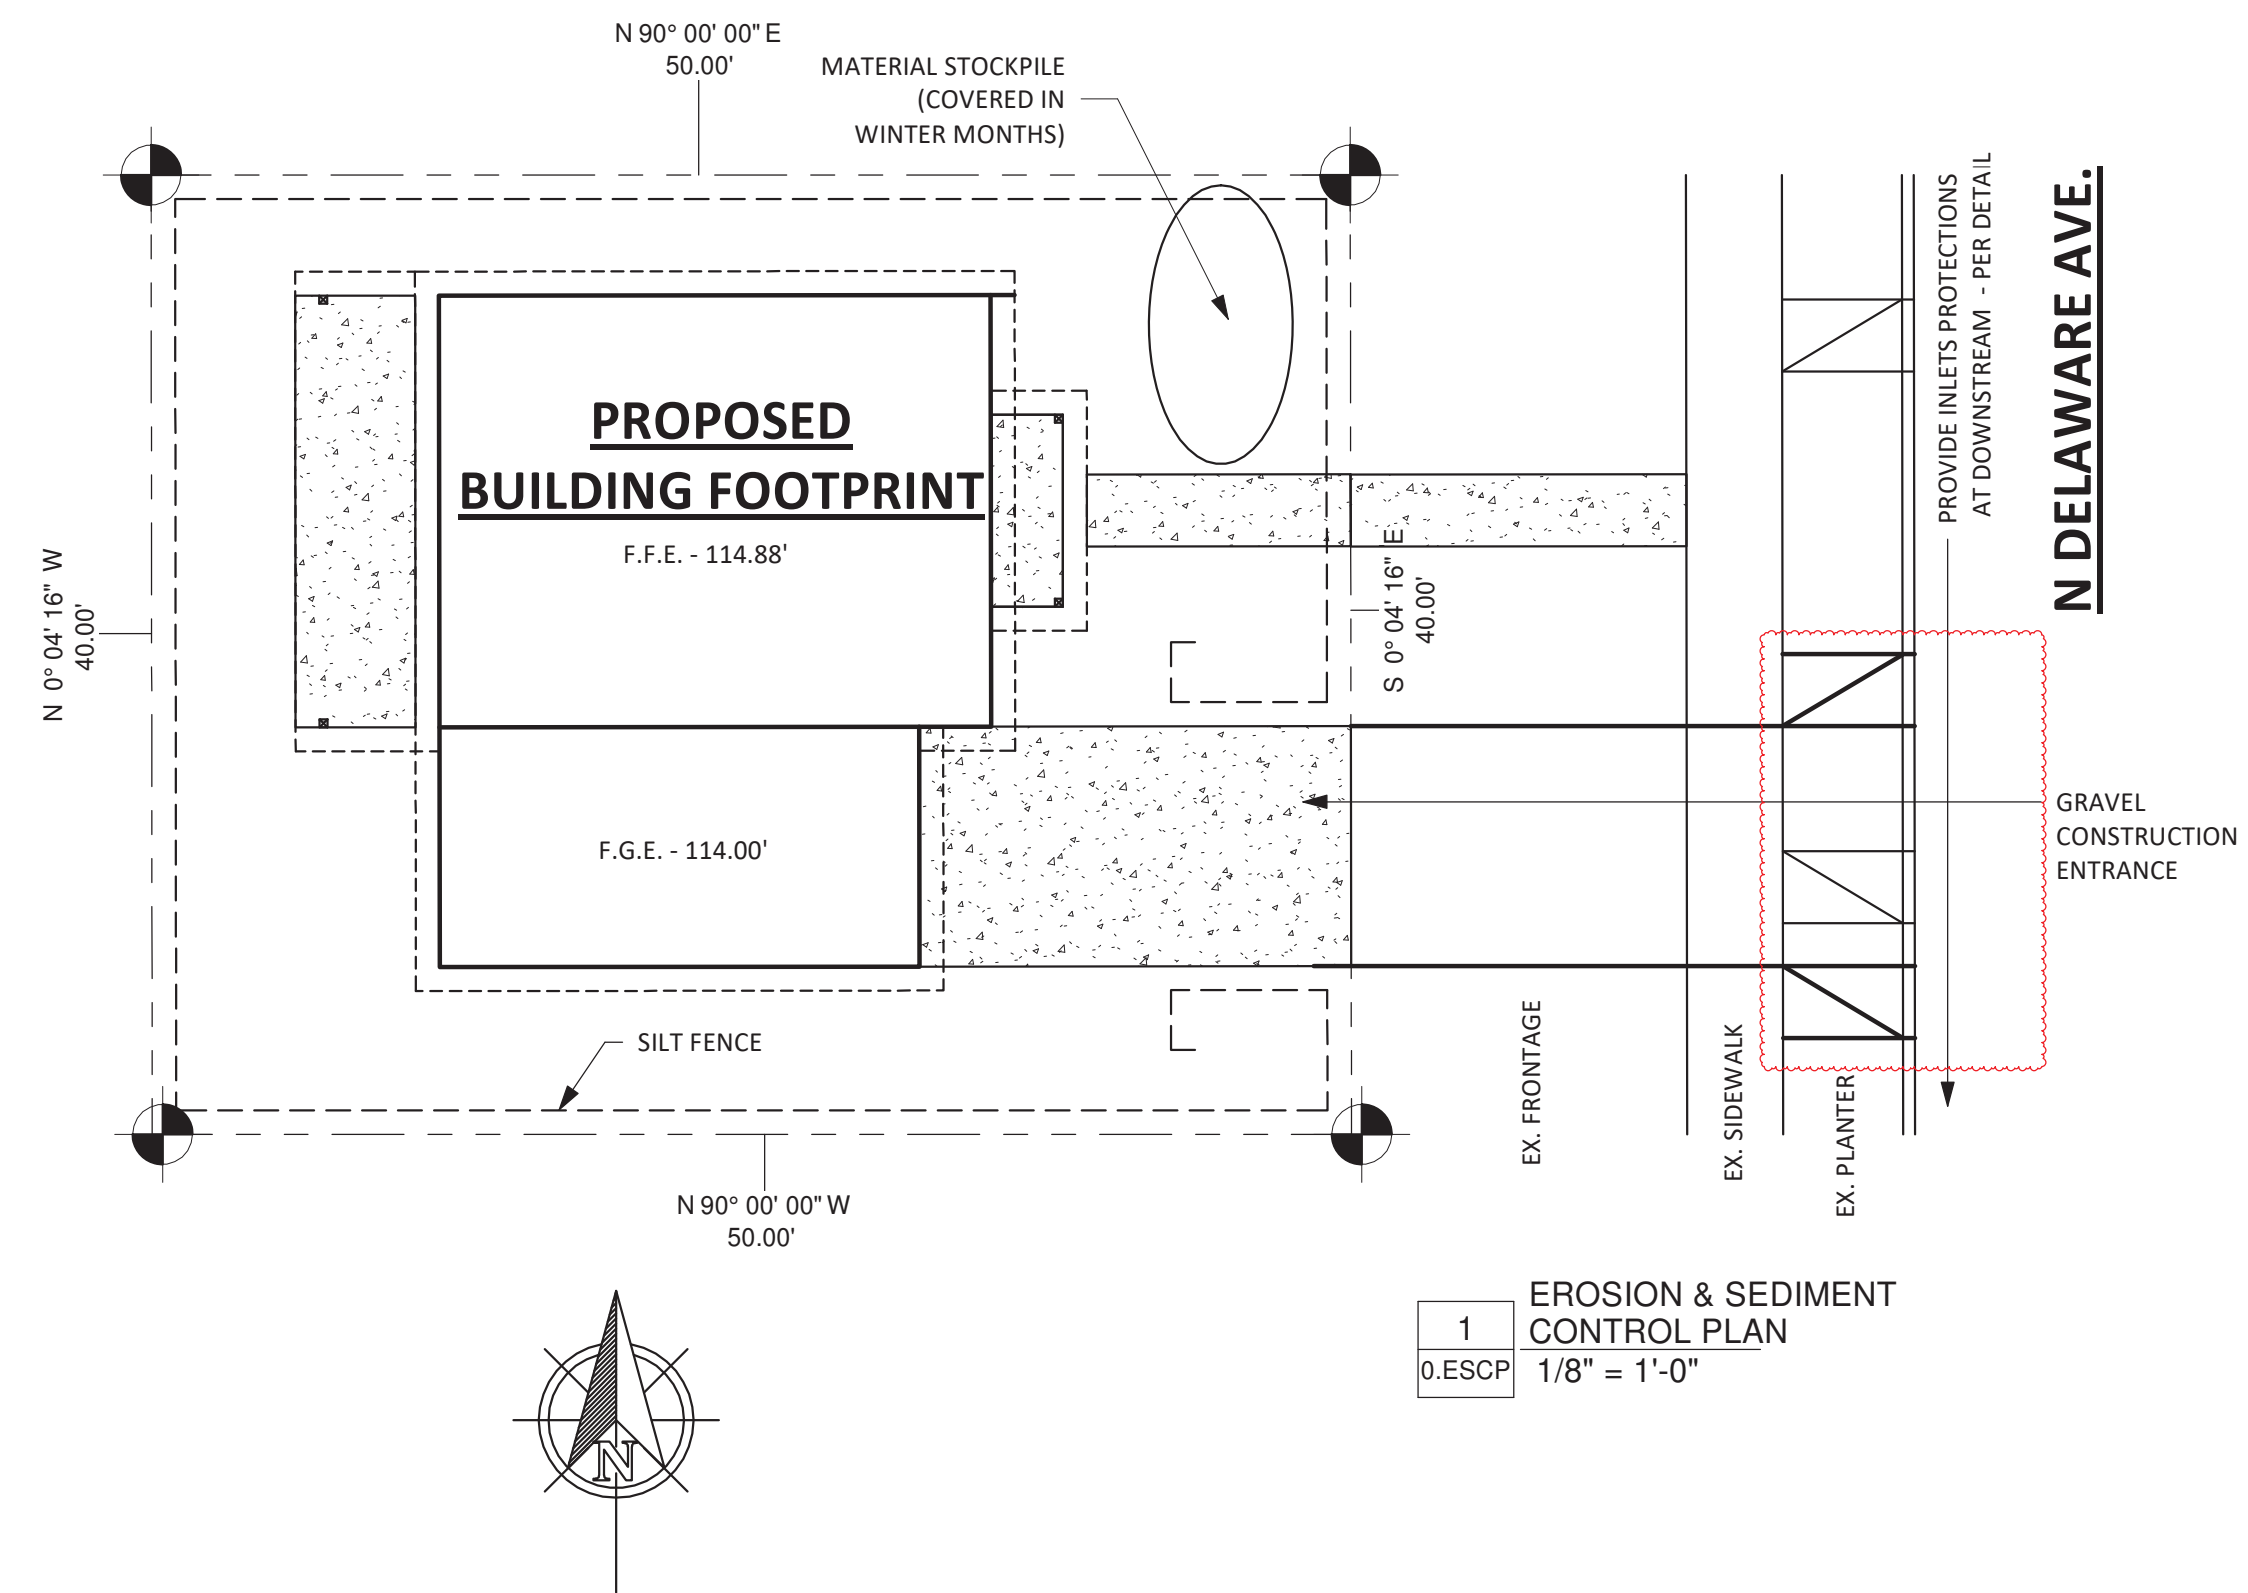 N 90° 00' 00" E
50.00'
MATERIAL STOCKPILE
(COVERED IN
WINTER MONTHS)
PROVIDE INLETS PROTECTIONS
AT DOWNSTREAM - PER DETAIL
N DELAWARE AVE.
PROPOSED
BUILDING FOOTPRINT
F.F.E. - 114.88'
N 0° 04' 16" W
40.00'
S 0° 04' 16" E
40.00'
GRAVEL
CONSTRUCTION
ENTRANCE
F.G.E. - 114.00'
SILT FENCE
EX. FRONTAGE
EX. SIDEWALK
EX. PLANTER
N 90° 00' 00" W
50.00'
1
0.ESCP
EROSION & SEDIMENT
CONTROL PLAN
1/8" = 1'-0"
N